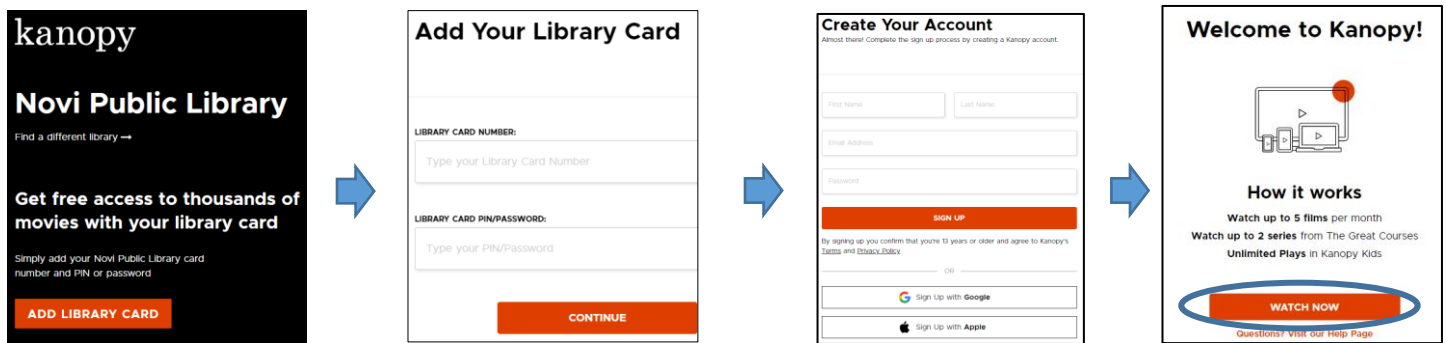 kanopy
Novi Public Library
Find a different library →
Get free access to thousands of
movies with your library card
Simply add your Novi Public Library card
number and PIN or password
ADD LIBRARY CARD
Add Your Library Card
LIBRARY CARD NUMBER:
Type your Library Card Number
LIBRARY CARD PIN/PASSWORD:
Type your PIN/Password
CONTINUE
Create Your Account
Almost there! Complete the sign up process by creating a Kanopy account.
First Name
Last Name
Email Address
Password
SIGN UP
By signing up you confirm that you're 13 years or older and agree to Kanopy's
Terms and Privacy Policy
OR
Sign Up with Google
Sign Up with Apple
Welcome to Kanopy!
How it works
Watch up to 5 films per month
Watch up to 2 series from The Great Courses
Unlimited Plays in Kanopy Kids
WATCH NOW
Questions? Visit our Help Page